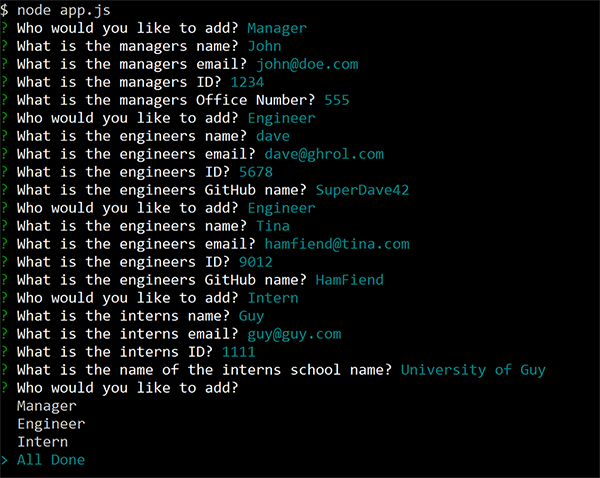 $ node app.js
? Who would you like to add? Manager
? What is the managers name? John
? What is the managers email? john@doe.com
? What is the managers ID? 1234
? What is the managers Office Number? 555
? Who would you like to add? Engineer
? What is the engineers name? dave
? What is the engineers email? dave@ghrol.com
? What is the engineers ID? 5678
? What is the engineers GitHub name? SuperDave42
? Who would you like to add? Engineer
? What is the engineers name? Tina
? What is the engineers email? hamfiend@tina.com
? What is the engineers ID? 9012
? What is the engineers GitHub name? HamFiend
? Who would you like to add? Intern
? What is the interns name? Guy
? What is the interns email? guy@guy.com
? What is the interns ID? 1111
? What is the name of the interns school name? University of Guy
? Who would you like to add?
Manager
Engineer
Intern
> All Done